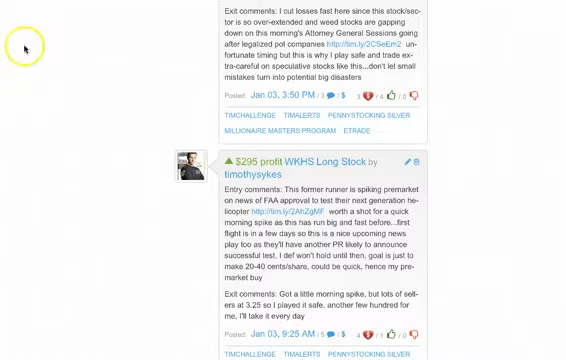 Exit comments: I cut losses fast here since this stock/sec-
tor is so over-extended and weed stocks are gapping
down on this morning's Attorney General Sessions going
after legalized pot companies http://tim.ly/2CSeEm2 un-
fortunate timing but this is why I play safe and trade ex-
tra-careful on speculative stocks like this...don't let small
mistakes turn into potential big disasters
Posted: Jan 03, 3:50 PM / 3 / $ 3 $ / 4 / 0
TIMCHALLENGE TIMALERTS PENNYSTOCKING SILVER
MILLIONAIRE MASTERS PROGRAM ETRADE
$295 profit WKHS Long Stock by
timothysykes
Entry comments: This former runner is spiking premarket
on news of FAA approval to test their next generation he-
licopter http://tim.ly/2AhZgMF worth a shot for a quick
morning spike as this has run big and fast before...first
flight is in a few days so this is a nice upcoming news
play too as they'll have another PR likely to announce
successful test, I def won't hold until then, goal is just to
make 20-40 cents/share, could be quick, hence my pre-
market buy
Exit comments: Got a little morning spike, but lots of sell-
ers at 3.25 so I played it safe, another few hundred for
me, I'll take it every day
Posted: Jan 03, 9:25 AM / 5 / $ 4 $ / 1 / 0
TIMCHALLENGE TIMALERTS PENNYSTOCKING SILVER